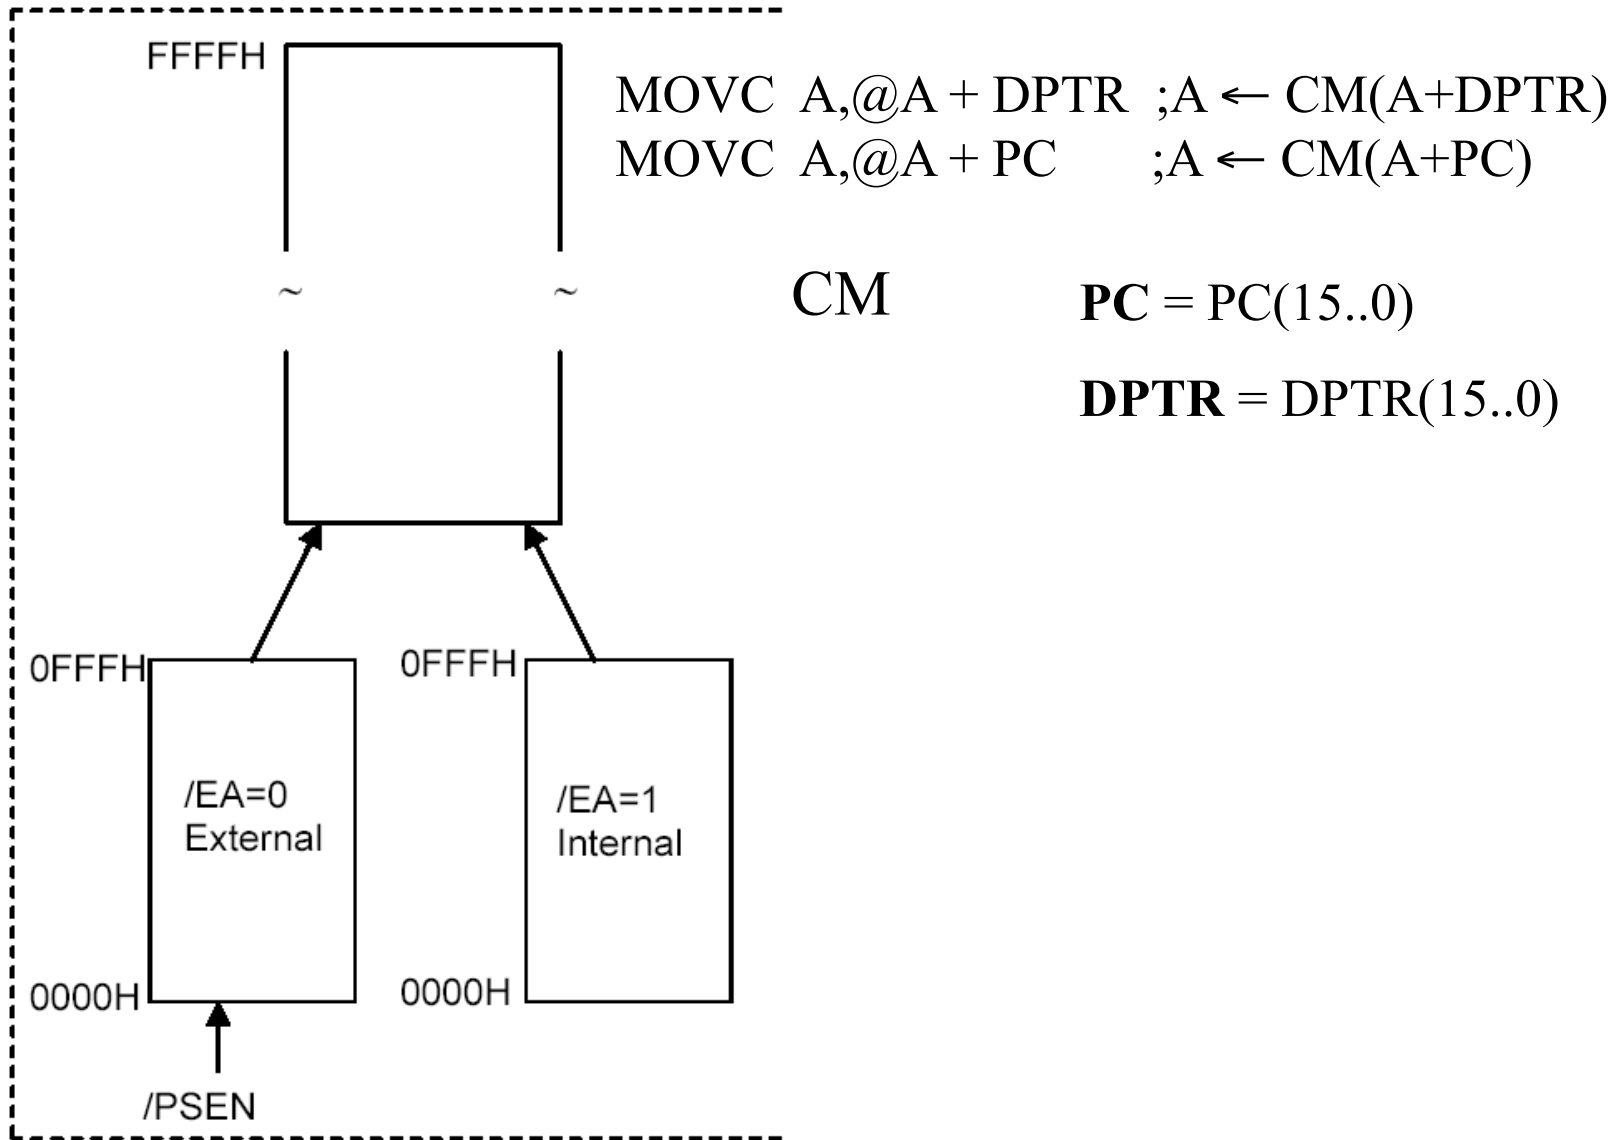 FFFFH
MOVC A,@A + DPTR ;A ← CM(A+DPTR)
MOVC A,@A + PC ;A ← CM(A+PC)
~ ~
CM
PC = PC(15..0)
DPTR = DPTR(15..0)
0FFFH
0FFFH
/EA=0
External
/EA=1
Internal
0000H
0000H
/PSEN